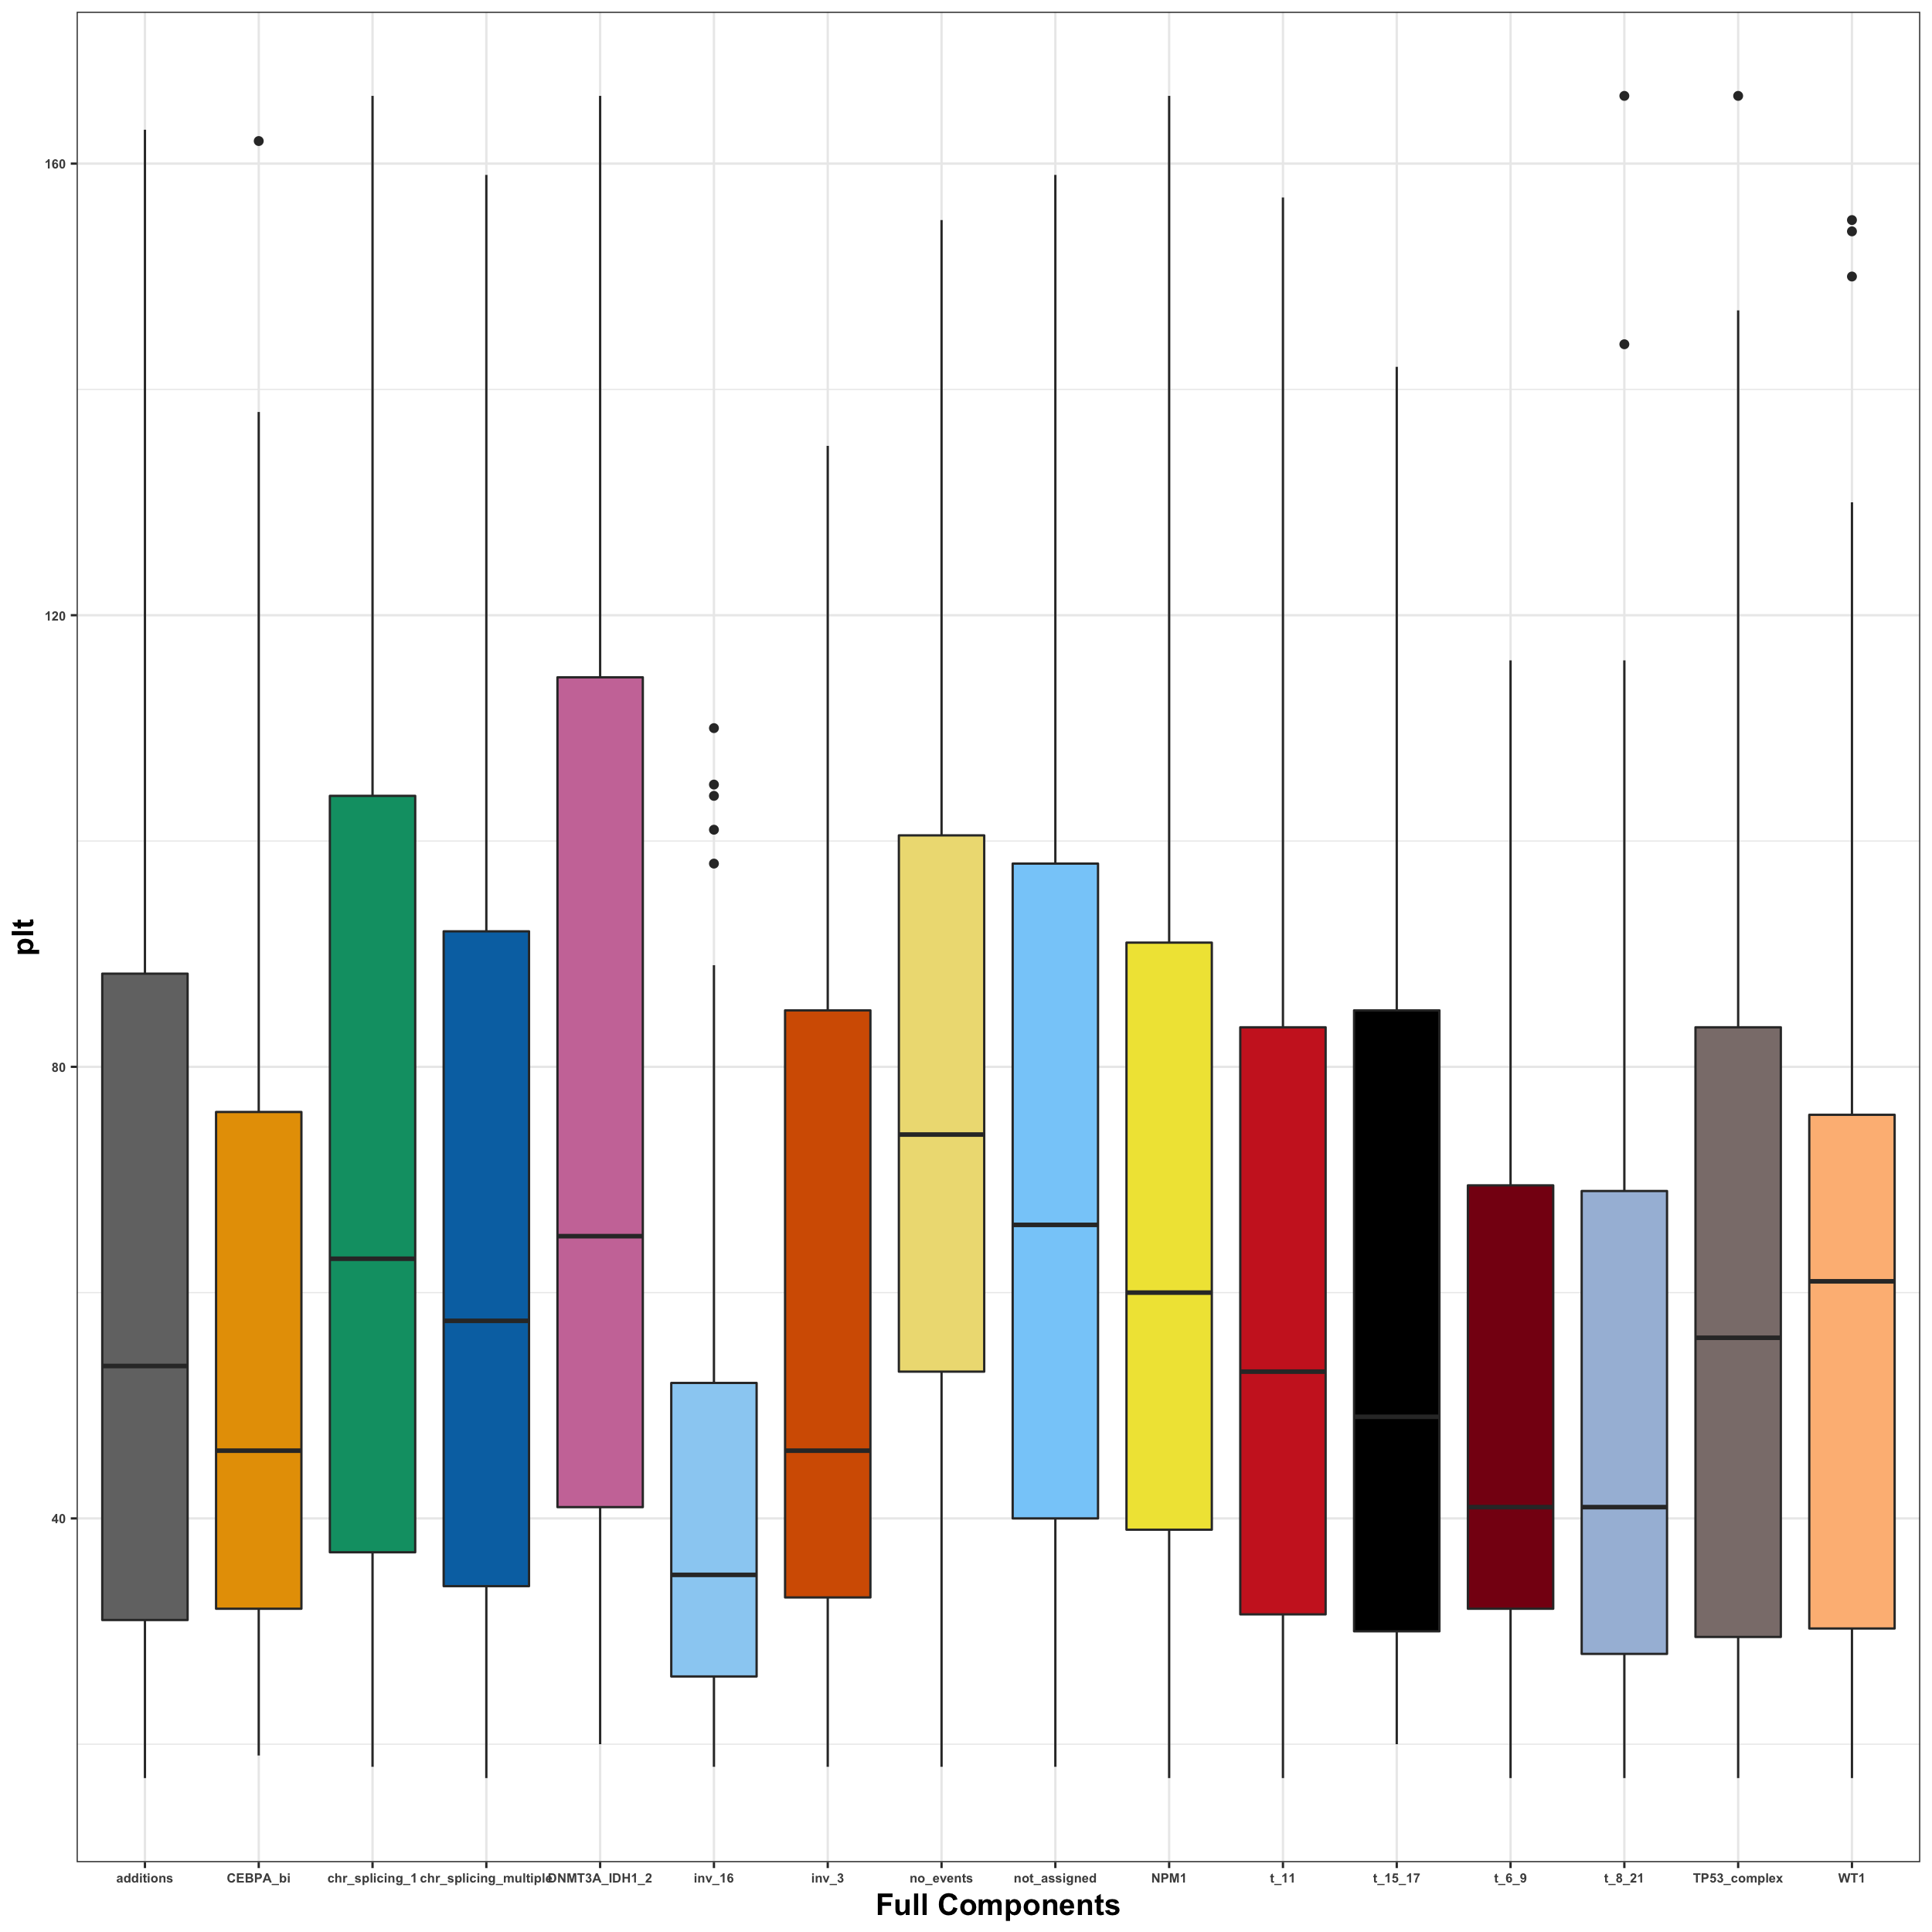 160
120
80
40
plt
additions
CEBPA_bi
chr_splicing_1
chr_splicing_multiple
DNMT3A_IDH1_2
inv_16
inv_3
no_events
not_assigned
NPM1
t_11
t_15_17
t_6_9
t_8_21
TP53_complex
WT1
Full Components